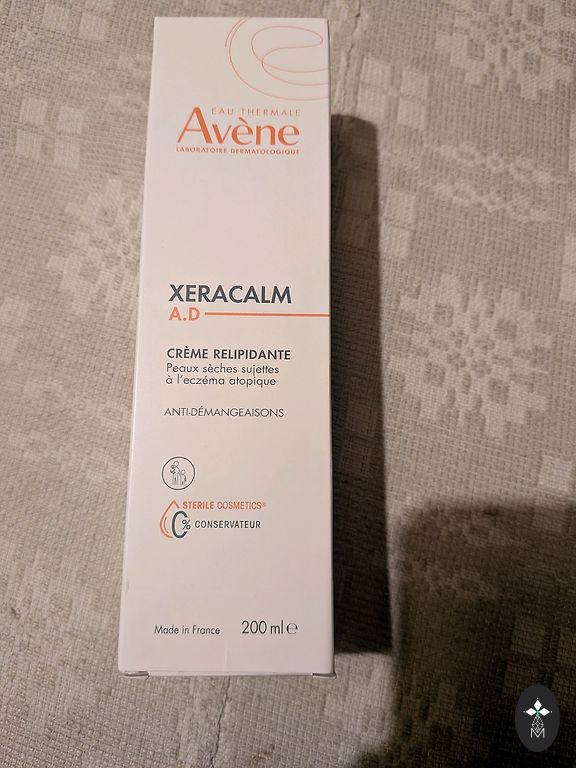 EAU THERMALE
Avène
LABORATOIRE DERMATOLOGIQUE
XERACALM
A.D
CRÈME RELIPIDANTE
Peaux sèches sujettes
à l'eczéma atopique
ANTI-DÉMANGEAISONS
STERILE COSMETICS®
0% CONSERVATEUR
Made in France 200 ml ℮
M